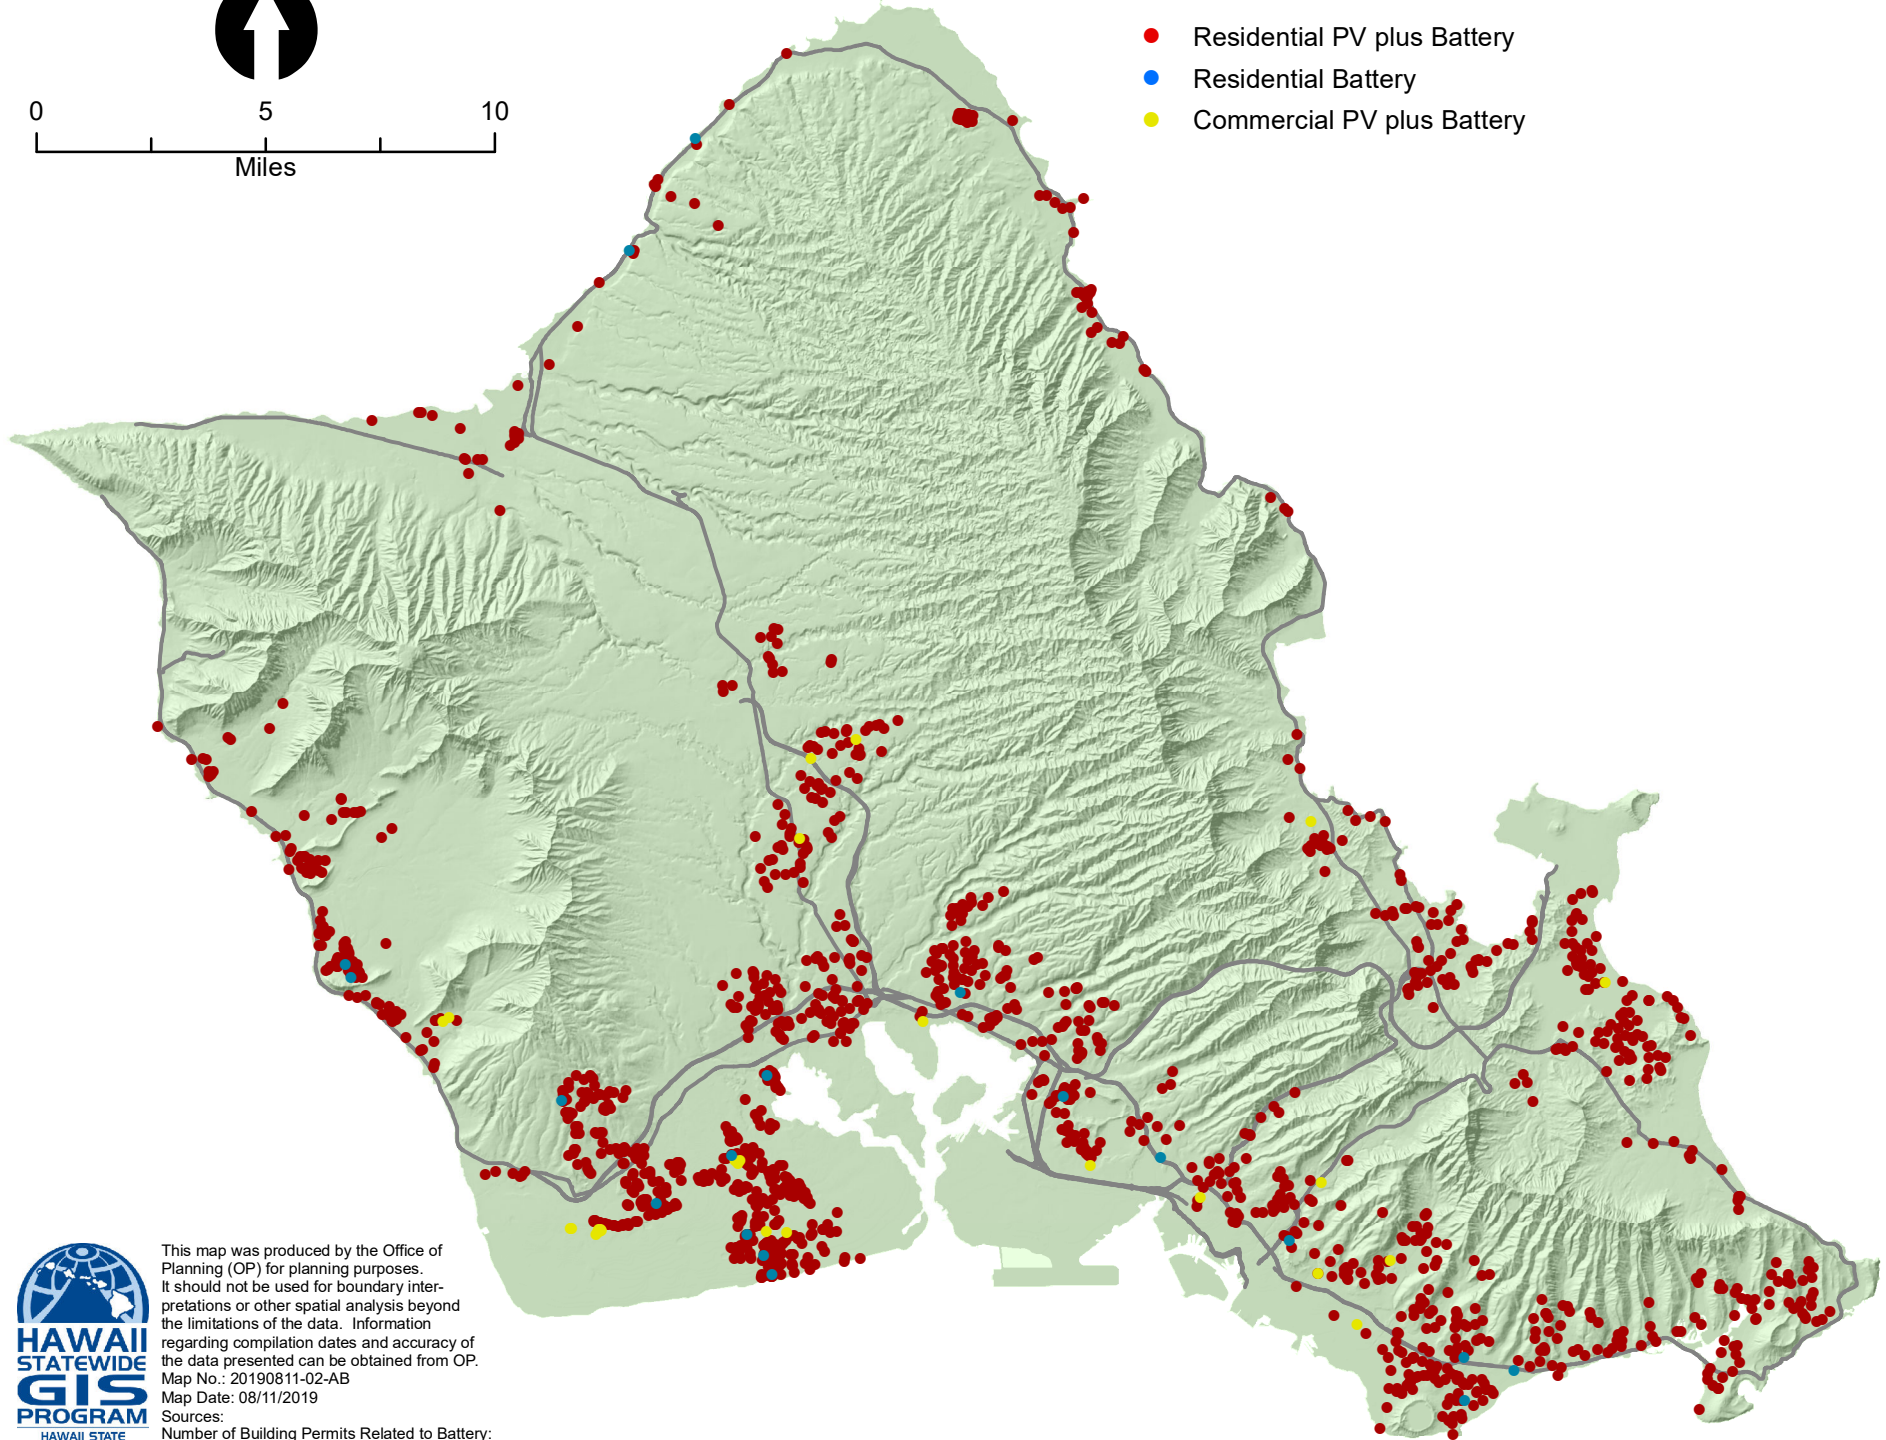 0 5 10
Miles
Residential PV plus Battery
Residential Battery
Commercial PV plus Battery
This map was produced by the Office of
Planning (OP) for planning purposes.
It should not be used for boundary inter-
pretations or other spatial analysis beyond
the limitations of the data. Information
regarding compilation dates and accuracy of
the data presented can be obtained from OP.
Map No.: 20190811-02-AB
Map Date: 08/11/2019
Sources:
Number of Building Permits Related to Battery:
HAWAII
STATEWIDE
GIS
PROGRAM
HAWAII STATE